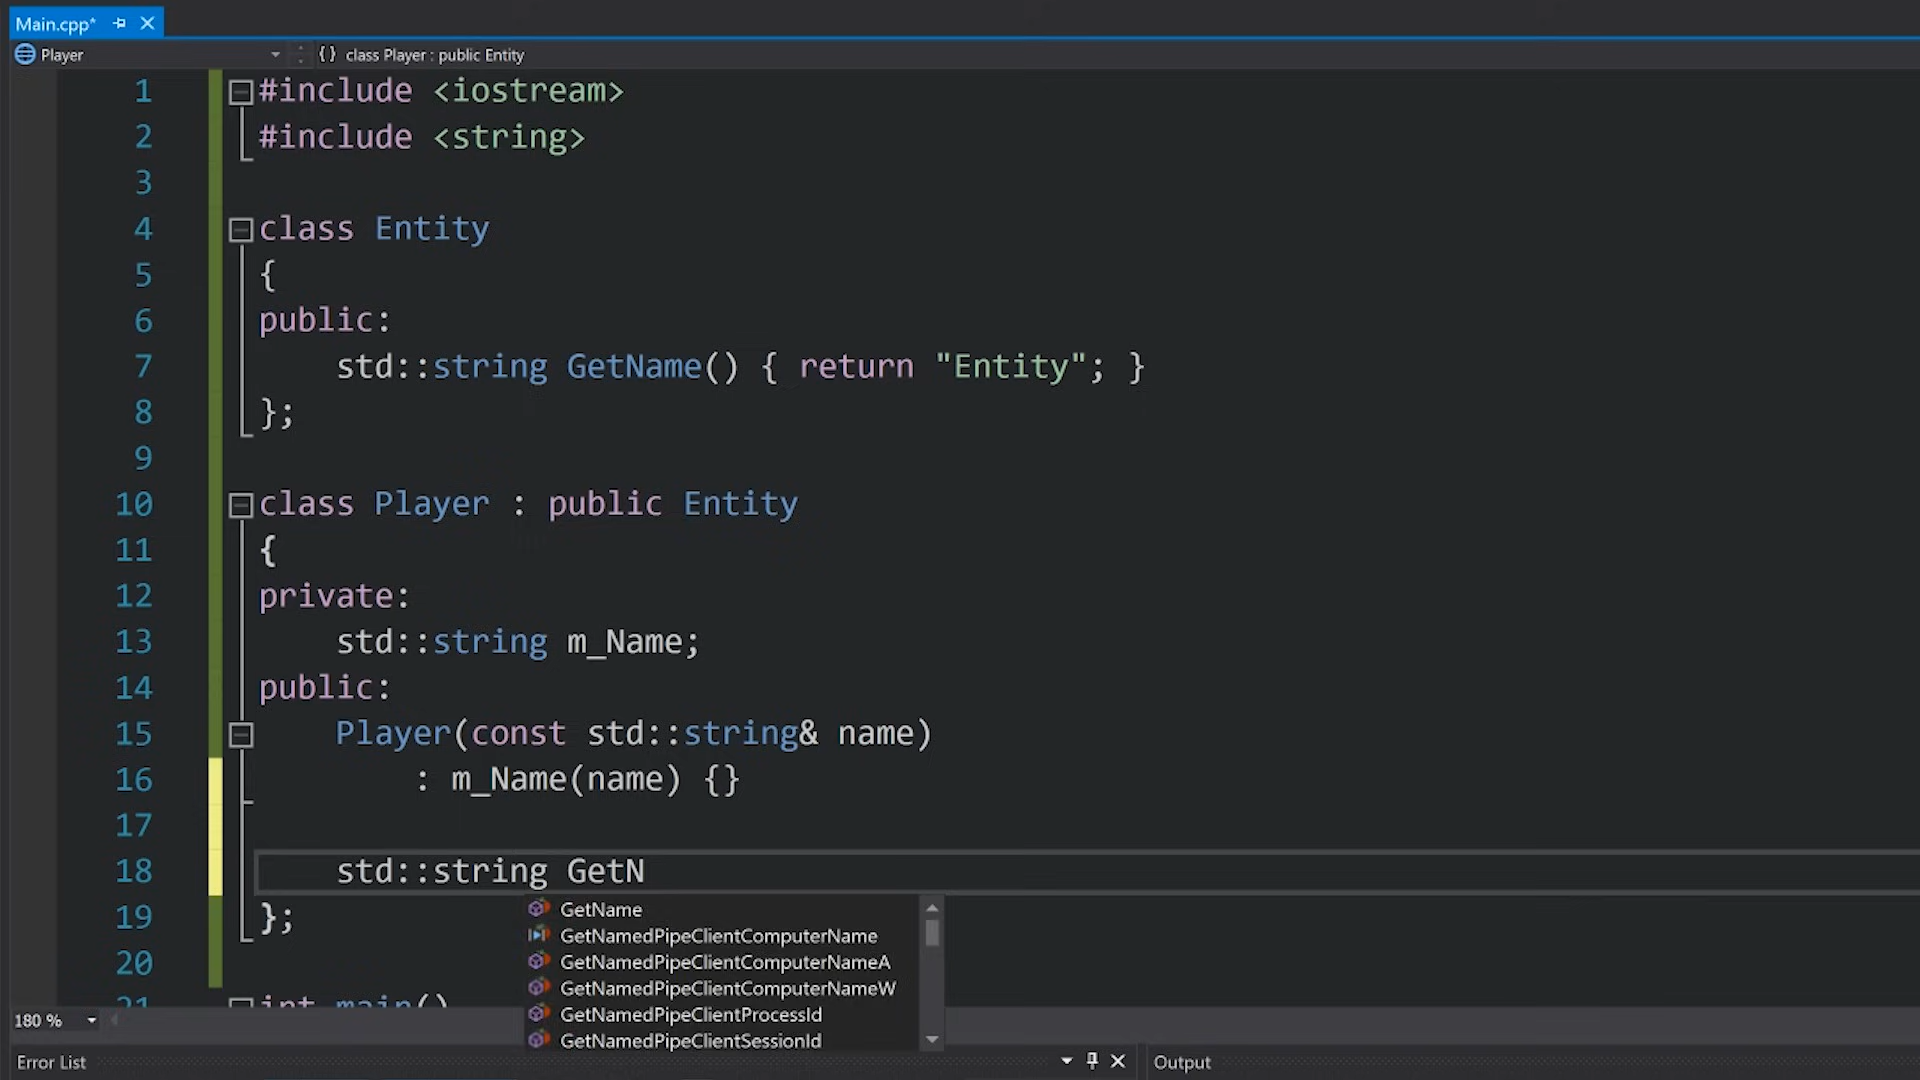 Main.cpp*
Player
{} class Player : public Entity
1 #include <iostream>
2 #include <string>
3
4 class Entity
5 {
6 public:
7 std::string GetName() { return "Entity"; }
8 };
9
10 class Player : public Entity
11 {
12 private:
13 std::string m_Name;
14 public:
15 Player(const std::string& name)
16 : m_Name(name) {}
17
18 std::string GetN
19 };
20
21 int main()
GetName
GetNamedPipeClientComputerName
GetNamedPipeClientComputerNameA
GetNamedPipeClientComputerNameW
GetNamedPipeClientProcessId
GetNamedPipeClientSessionId
180 %
Error List
Output